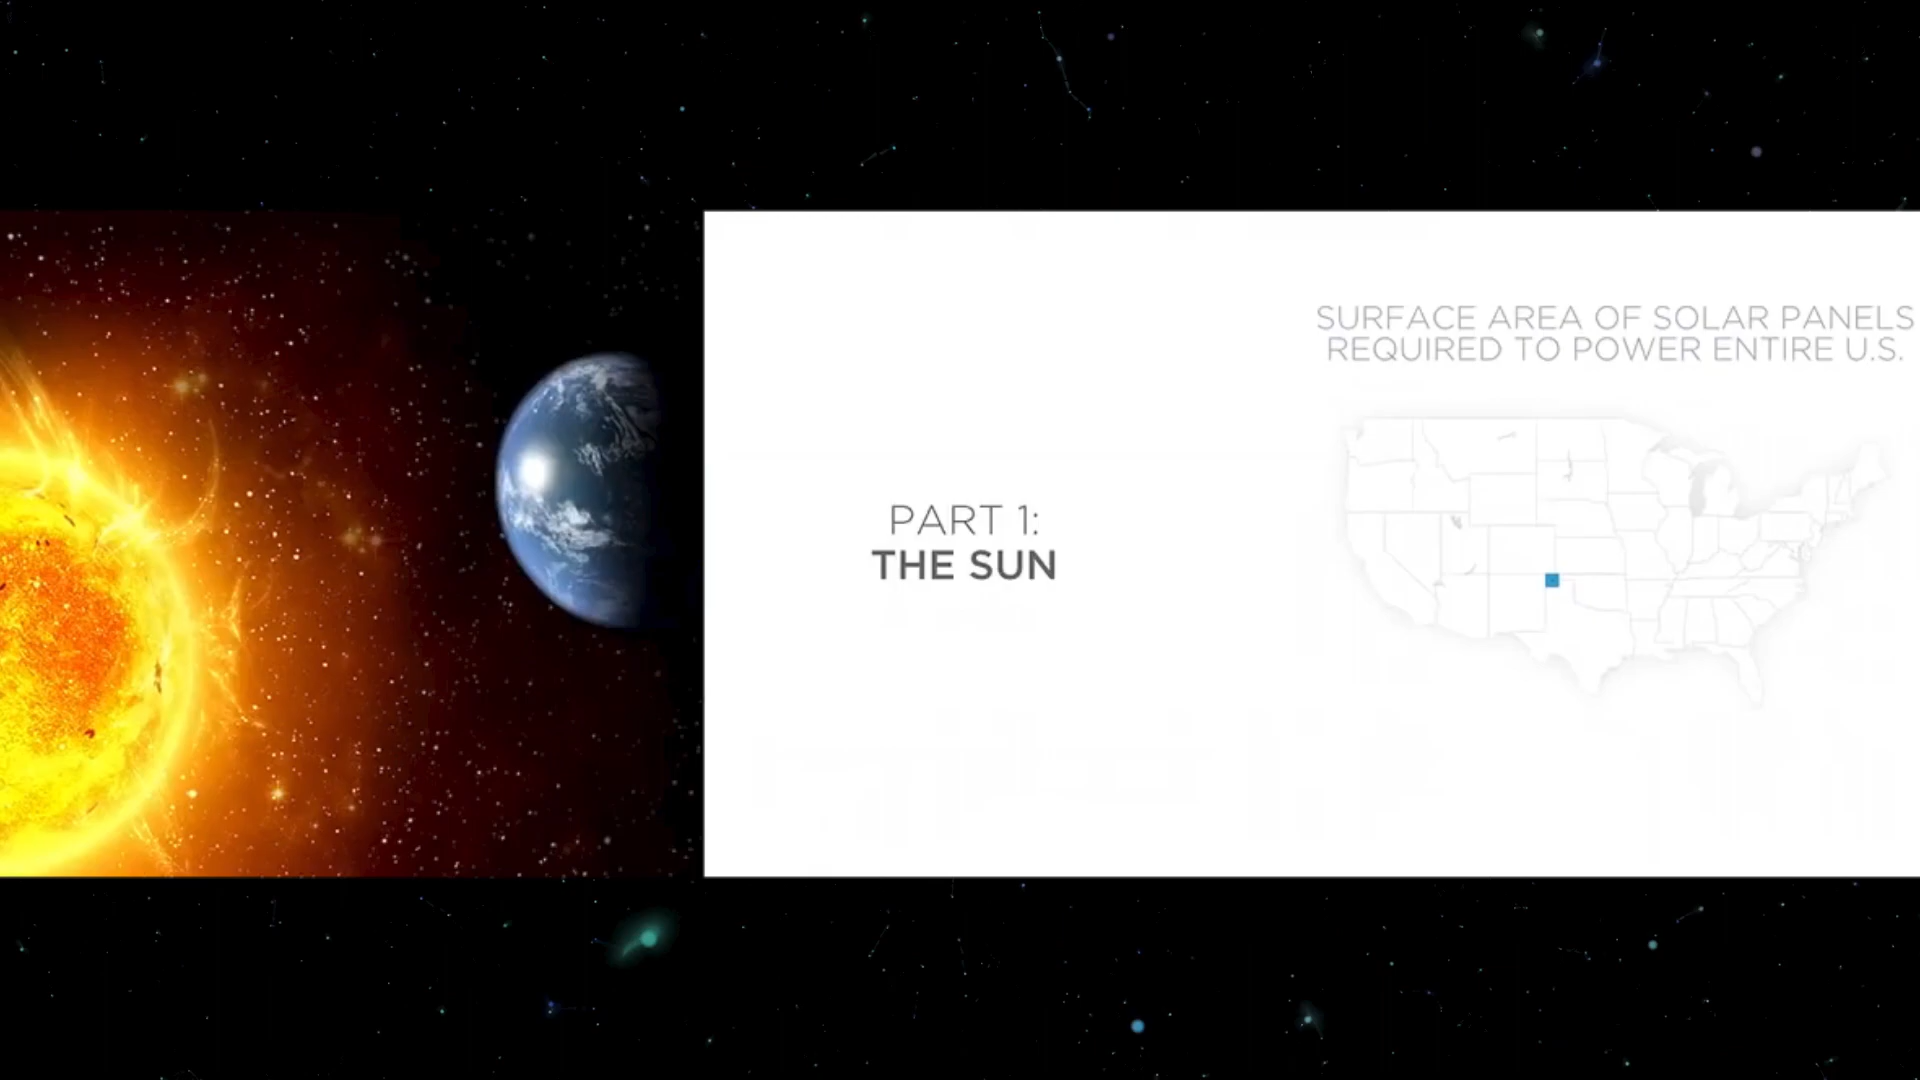 PART 1:
THE SUN
SURFACE AREA OF SOLAR PANELS
REQUIRED TO POWER ENTIRE U.S.